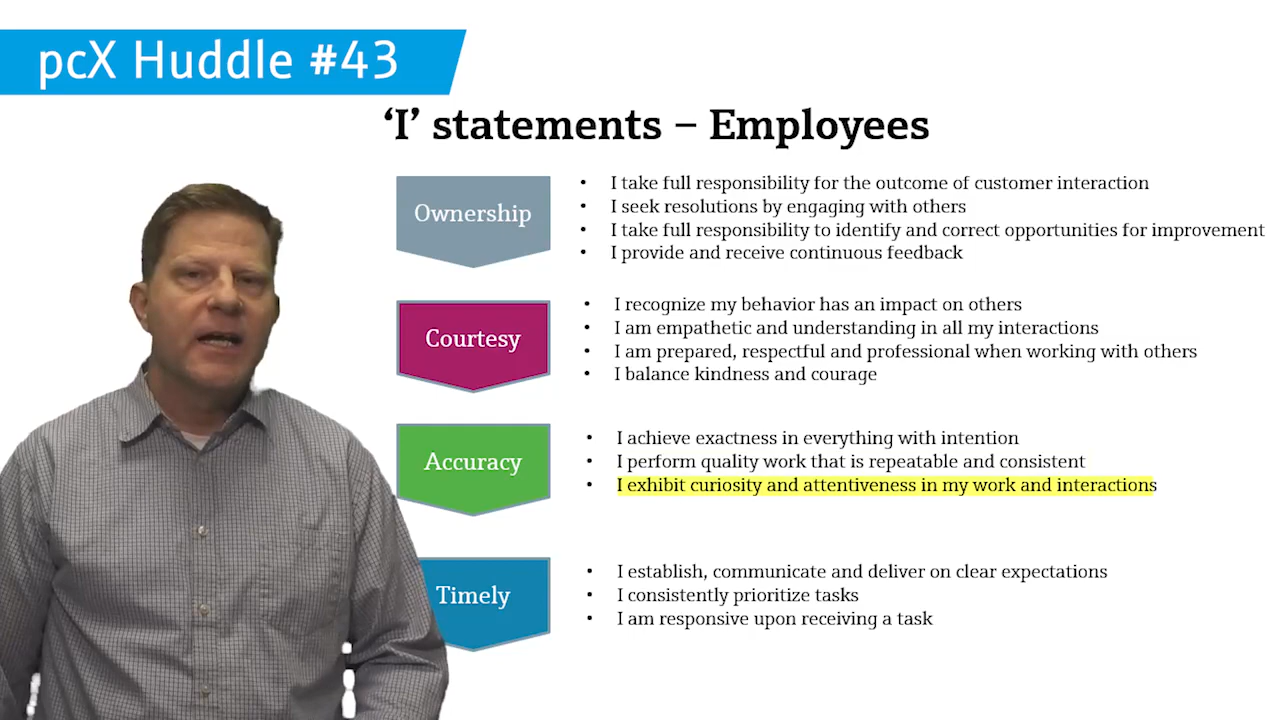 pcX Huddle #43
‘I’ statements – Employees
Ownership
• I take full responsibility for the outcome of customer interaction
• I seek resolutions by engaging with others
• I take full responsibility to identify and correct opportunities for improvement
• I provide and receive continuous feedback
Courtesy
• I recognize my behavior has an impact on others
• I am empathetic and understanding in all my interactions
• I am prepared, respectful and professional when working with others
• I balance kindness and courage
Accuracy
• I achieve exactness in everything with intention
• I perform quality work that is repeatable and consistent
• I exhibit curiosity and attentiveness in my work and interactions
Timely
• I establish, communicate and deliver on clear expectations
• I consistently prioritize tasks
• I am responsive upon receiving a task